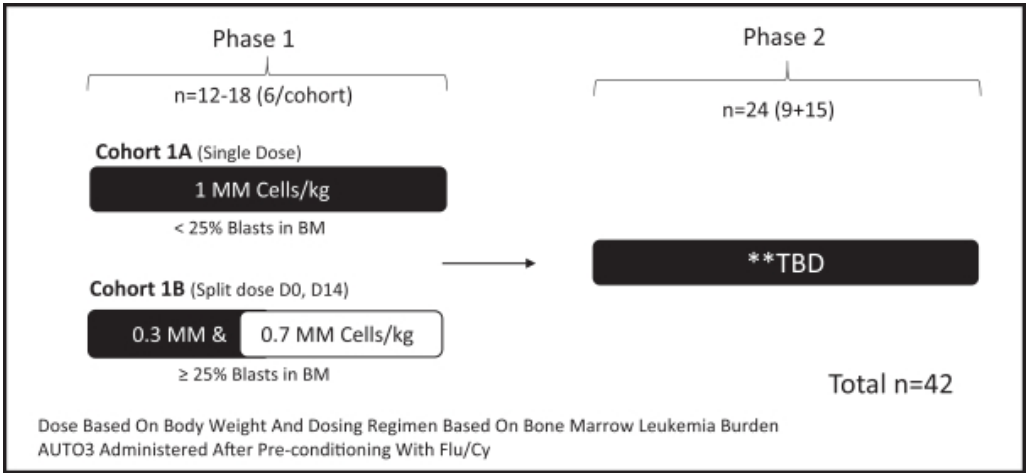 Phase 1
n=12-18 (6/cohort)
Cohort 1A (Single Dose)
1 MM Cells/kg
< 25% Blasts in BM
Cohort 1B (Split dose D0, D14)
0.3 MM & 0.7 MM Cells/kg
≥ 25% Blasts in BM
Phase 2
n=24 (9+15)
**TBD
Total n=42
Dose Based On Body Weight And Dosing Regimen Based On Bone Marrow Leukemia Burden
AUTO3 Administered After Pre-conditioning With Flu/Cy